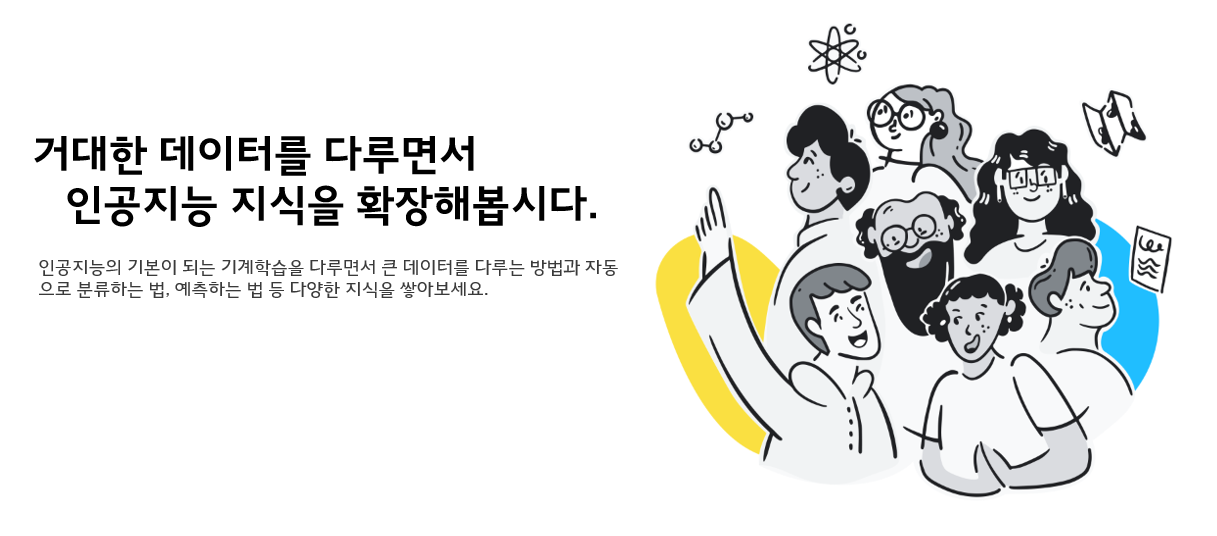 거대한 데이터를 다루면서
인공지능 지식을 확장해봅시다.
인공지능의 기본이 되는 기계학습을 다루면서 큰 데이터를 다루는 방법과 자동
으로 분류하는 법, 예측하는 법 등 다양한 지식을 쌓아보세요.